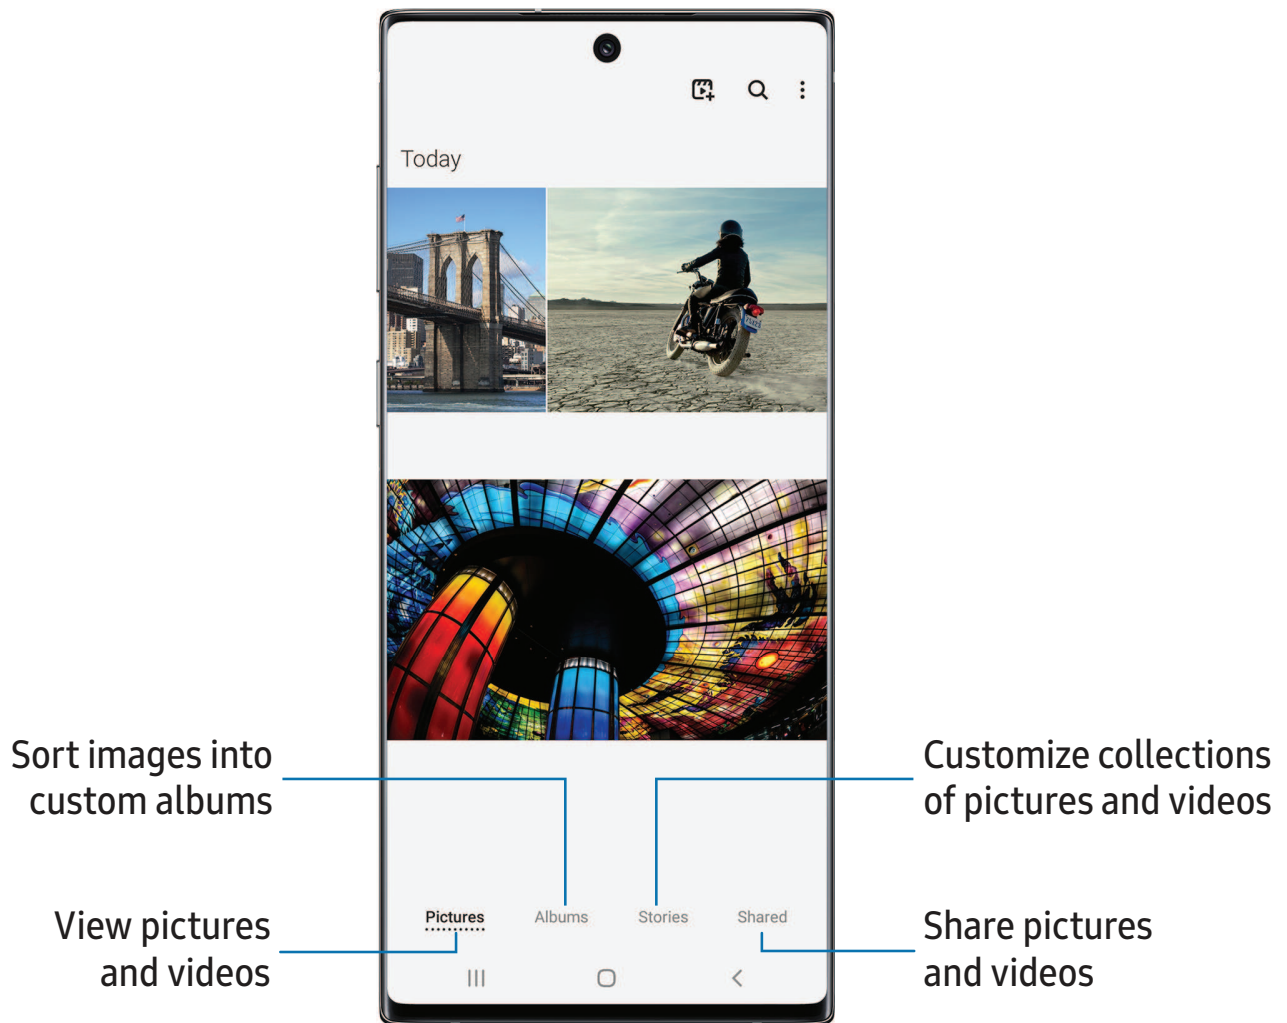 Today
Sort images into
custom albums
Customize collections
of pictures and videos
Pictures
Albums
Stories
Shared
View pictures
and videos
Share pictures
and videos